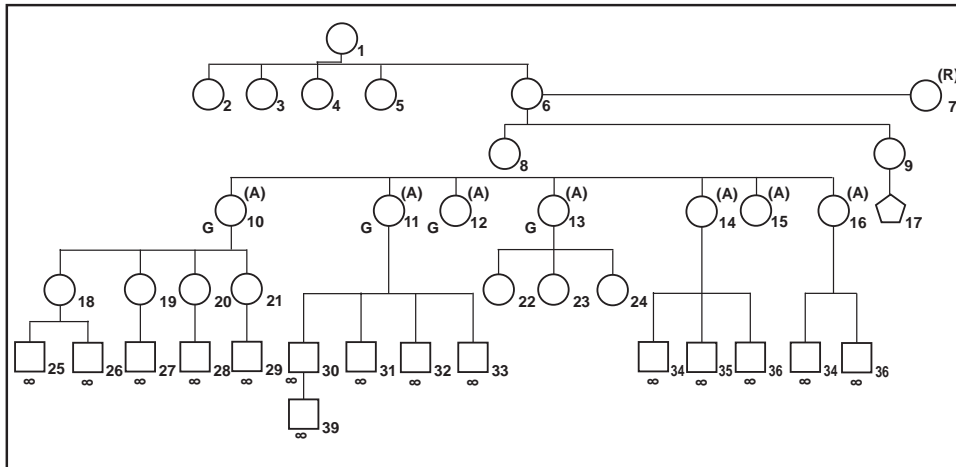 1
(R)
2 3 4 5 6 7
8 9
(A) (A) (A) (A) (A) (A) (A)
G 10 G 11 G 12 G 13 14 15 16 17
18 19 20 21 22 23 24
25 26 27 28 29 30 31 32 33 34 35 36 34 36
∞ ∞ ∞ ∞ ∞ ∞ ∞ ∞ ∞ ∞ ∞ ∞ ∞ ∞
39
∞